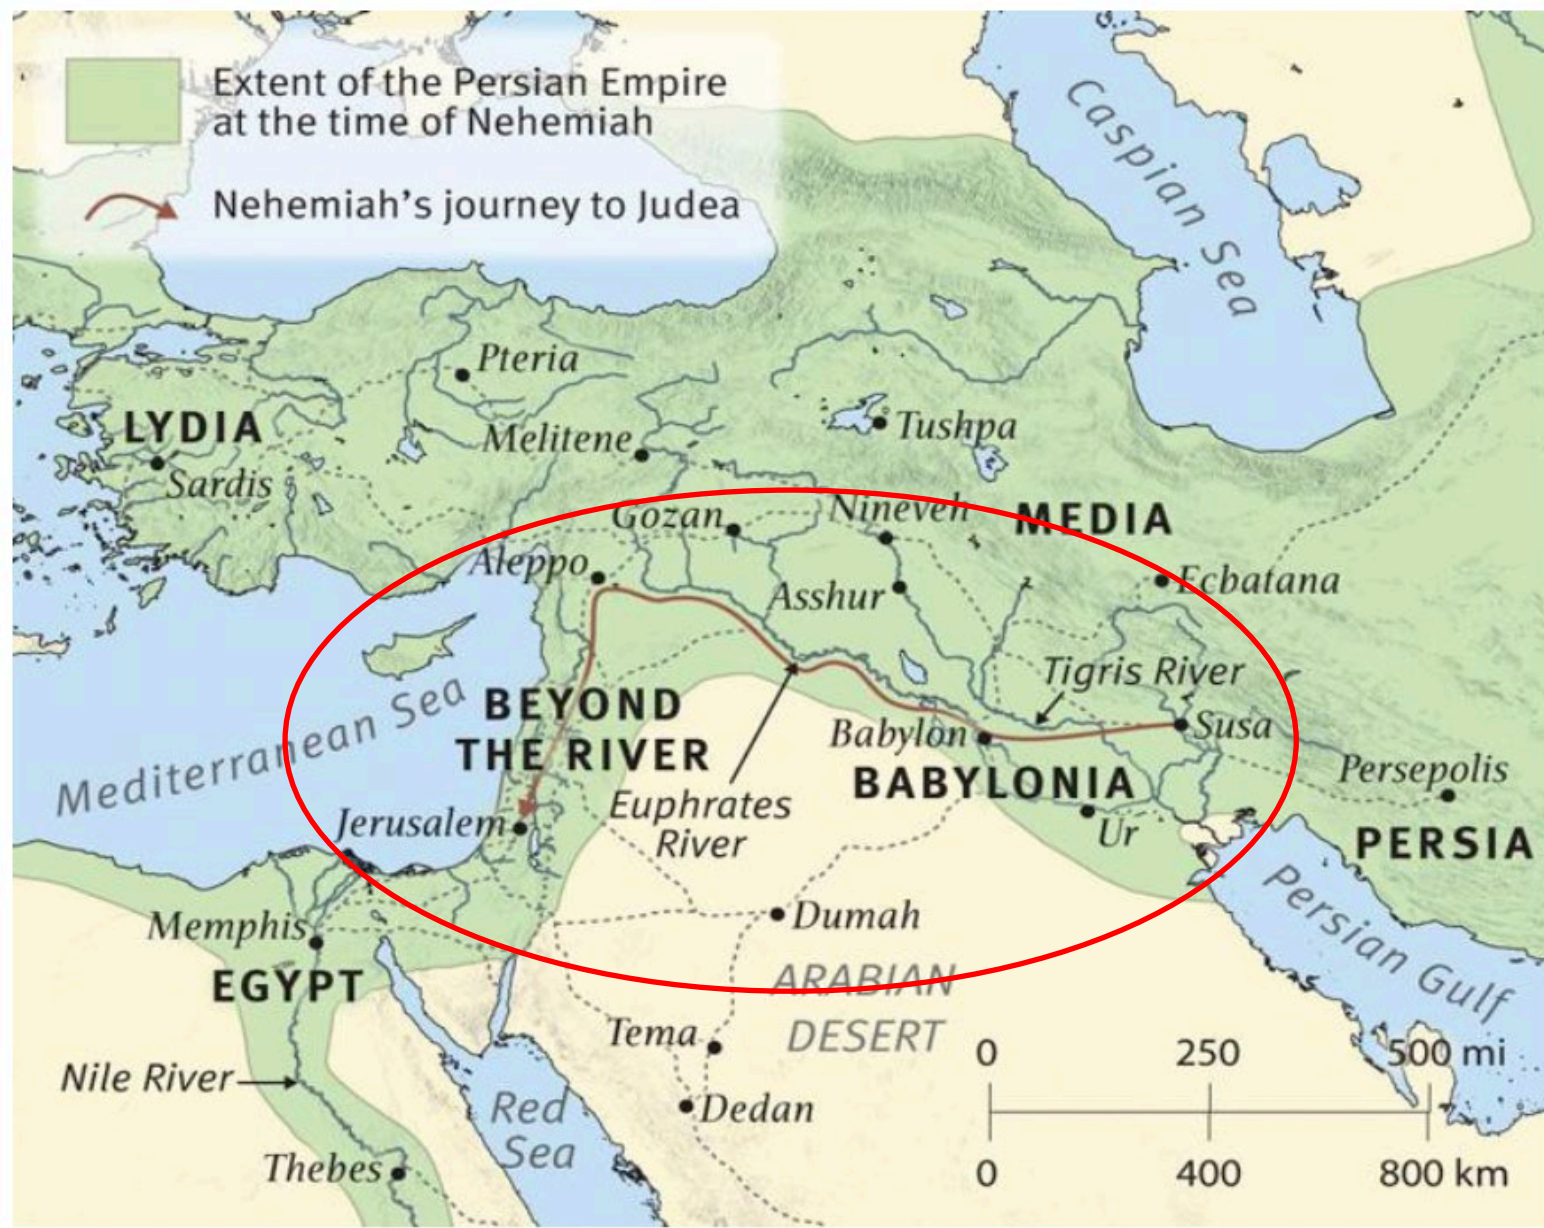 Extent of the Persian Empire
at the time of Nehemiah
Nehemiah's journey to Judea
Caspian Sea
Pteria
LYDIA
Sardis
Melitene
Tushpa
Gozan
Nineveh
MEDIA
Aleppo
Asshur
Ecbatana
Tigris River
Mediterranean Sea
BEYOND
THE RIVER
Babylon
Susa
BABYLONIA
Persepolis
Euphrates
River
Jerusalem
Ur
PERSIA
Memphis
Dumah
Persian Gulf
EGYPT
ARABIAN
DESERT
Tema
Nile River
Red
Sea
Dedan
Thebes
0 250 500 mi
0 400 800 km